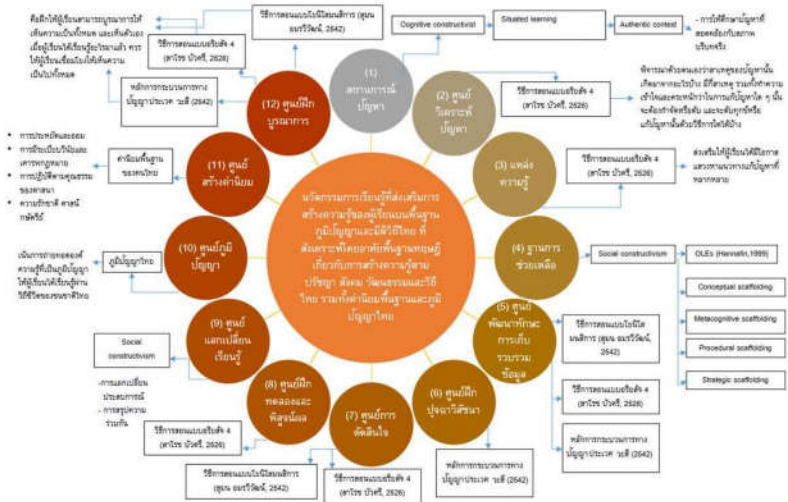 คือฝึกให้ผู้เรียนสามารถบูรณาการให้
เห็นความเป็นทั้งหมด และเห็นตัวเอง
เมื่อผู้เรียนได้เรียนรู้อะไรมาแล้ว ควร
ให้ผู้เรียนเชื่อมโยงให้เห็นความ
เป็นไปทั้งหมด
วิธีการสอนแบบอริยสัจ 4
(สาโรช บัวศรี, 2526)
วิธีการสอนแบบโยนิโสมนสิการ
(สุมน อมรวิวัฒน์, 2542)
หลักการกระบวนการทาง
ปัญญา ประเวศ วะสี (2542)
Cognitive constructivist
Situated learning
Authentic context
- การให้ศึกษาปัญหาที่
สอดคล้องกับสภาพ
บริบทจริง
(1)
สถานการณ์
ปัญหา
(2) ศูนย์
วิเคราะห์
ปัญหา
วิธีการสอนแบบอริยสัจ 4
(สาโรช บัวศรี, 2526)
พิจารณาด้วยตนเองว่าสาเหตุของปัญหานั้น
เกิดมาจากอะไรบ้าง มีกี่สาเหตุ รวมทั้งทำความ
เข้าใจและตระหนักว่าในการแก้ปัญหาใด ๆ นั้น
จะต้องกำจัดหรือดับ และจะดับทุกข์หรือ
แก้ปัญหานั้นด้วยวิธีการใดได้บ้าง
(3) แหล่ง
ความรู้
วิธีการสอนแบบอริยสัจ 4
(สาโรช บัวศรี, 2526)
ส่งเสริมให้ผู้เรียนได้มีโอกาส
แสวงหาแนวทางแก้ปัญหาที่
หลากหลาย
(4) ฐานการ
ช่วยเหลือ
Social constructivism
OLEs (Hannafin,1999)
Conceptual scaffolding
Metacognitive scaffolding
Procedural scaffolding
Strategic scaffolding
(5) ศูนย์
พัฒนาทักษะ
การเก็บ
รวบรวม
ข้อมูล
วิธีการสอนแบบโยนิโส
มนสิการ
(สุมน อมรวิวัฒน์,
2542)
วิธีการสอนแบบอริยสัจ 4
(สาโรช บัวศรี, 2526)
หลักการกระบวนการทาง
ปัญญา ประเวศ วะสี (2542)
(6) ศูนย์ฝึก
ปุจฉาวิสัชนา
หลักการกระบวนการทาง
ปัญญา ประเวศ วะสี
(2542)
(7) ศูนย์การ
ตัดสินใจ
วิธีการสอนแบบโยนิโสมนสิการ
(สุมน อมรวิวัฒน์, 2542)
วิธีการสอนแบบอริยสัจ 4
(สาโรช บัวศรี, 2526)
(8) ศูนย์ฝึก
ทดลองและ
พิสูจน์ผล
วิธีการสอนแบบอริยสัจ 4
(สาโรช บัวศรี, 2526)
(9) ศูนย์
แลกเปลี่ยน
เรียนรู้
Social
constructivism
-การแลกเปลี่ยน
ประสบการณ์
- การสรุปความ
ร่วมกัน
(10) ศูนย์ภูมิ
ปัญญา
ภูมิปัญญาไทย
เน้นการถ่ายทอดองค์
ความรู้ที่เป็นภูมิปัญญา
ให้ผู้เรียนได้เรียนรู้ผ่าน
วิถีชีวิตของชนชาติไทย
(11) ศูนย์
สร้างค่านิยม
ค่านิยมพื้นฐาน
ของคนไทย
• การประหยัดและออม
• การมีระเบียบวินัยและ
เคารพกฎหมาย
• การปฏิบัติตามคุณธรรม
ของศาสนา
• ความรักชาติ ศาสน์
กษัตริย์
(12) ศูนย์ฝึก
บูรณาการ
นวัตกรรมการเรียนรู้ที่ส่งเสริมการ
สร้างความรู้ของผู้เรียนบนพื้นฐาน
ภูมิปัญญาและมิติวิถีไทย ที่
สังเคราะห์โดยอาศัยพื้นฐานทฤษฎี
เกี่ยวกับการสร้างความรู้ตาม
ปรัชญา สังคม วัฒนธรรมและวิถี
ไทย รวมทั้งค่านิยมพื้นฐานและภูมิ
ปัญญาไทย